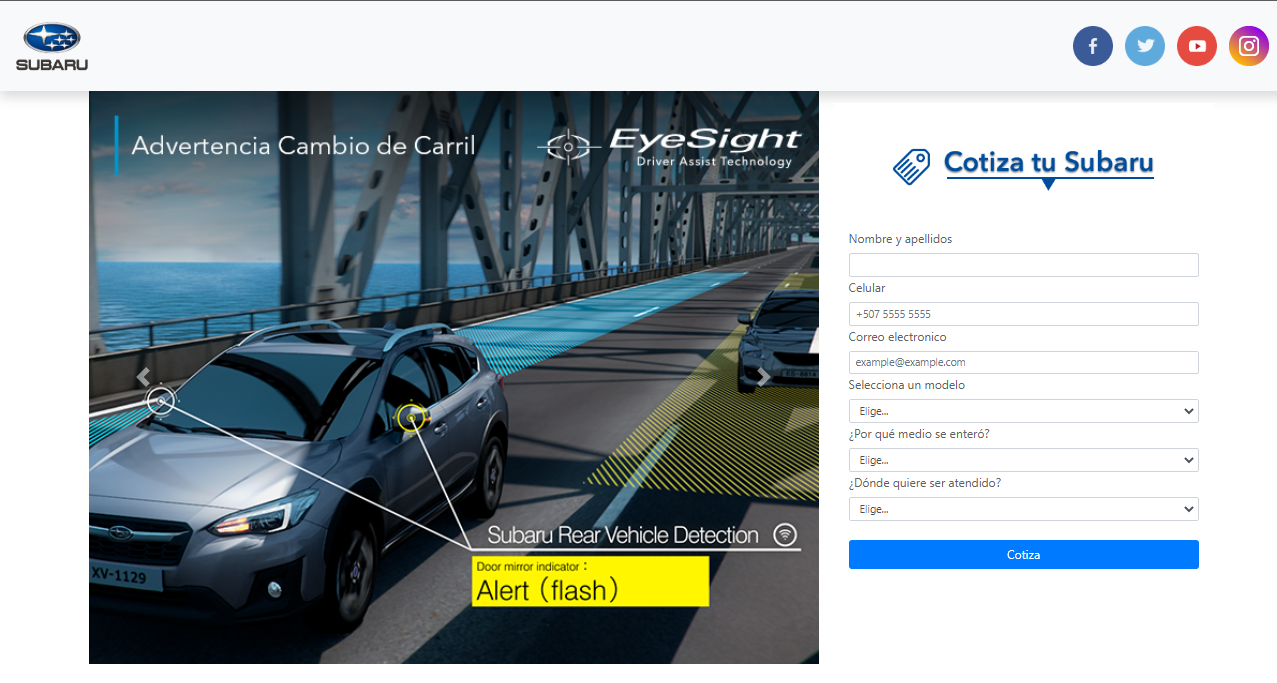 SUBARU
Advertencia Cambio de Carril
EyeSight
Driver Assist Technology
XV-1129
Subaru Rear Vehicle Detection
Door mirror indicator :
Alert (flash)
Cotiza tu Subaru
Nombre y apellidos
Celular
+507 5555 5555
Correo electronico
example@example.com
Selecciona un modelo
Elige...
¿Por qué medio se enteró?
Elige...
¿Dónde quiere ser atendido?
Elige...
Cotiza